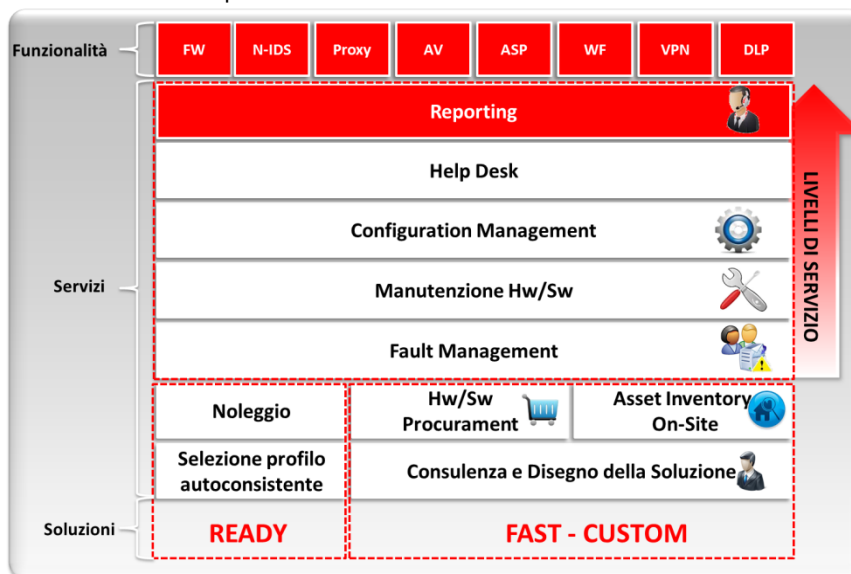 Funzionalità
FW
N-IDS
Proxy
AV
ASP
WF
VPN
DLP
Servizi
Reporting
Help Desk
Configuration Management
Manutenzione Hw/Sw
Fault Management
LIVELLI DI SERVIZIO
Noleggio
Hw/Sw
Procurament
Asset Inventory
On-Site
Selezione profilo
autoconsistente
Consulenza e Disegno della Soluzione
Soluzioni
READY
FAST - CUSTOM